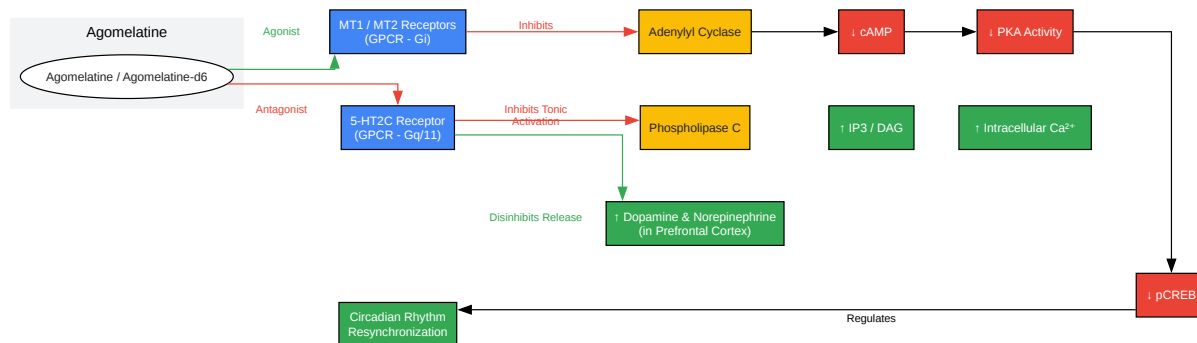 Agomelatine
Agomelatine / Agomelatine-d6
Agonist
Antagonist
MT1 / MT2 Receptors
(GPCR - Gi)
Inhibits
Adenylyl Cyclase
↓ cAMP
↓ PKA Activity
5-HT2C Receptor
(GPCR - Gq/11)
Inhibits Tonic
Activation
Phospholipase C
↑ IP3 / DAG
↑ Intracellular Ca²⁺
Disinhibits Release
↑ Dopamine & Norepinephrine
(in Prefrontal Cortex)
↓ pCREB
Regulates
Circadian Rhythm
Resynchronization